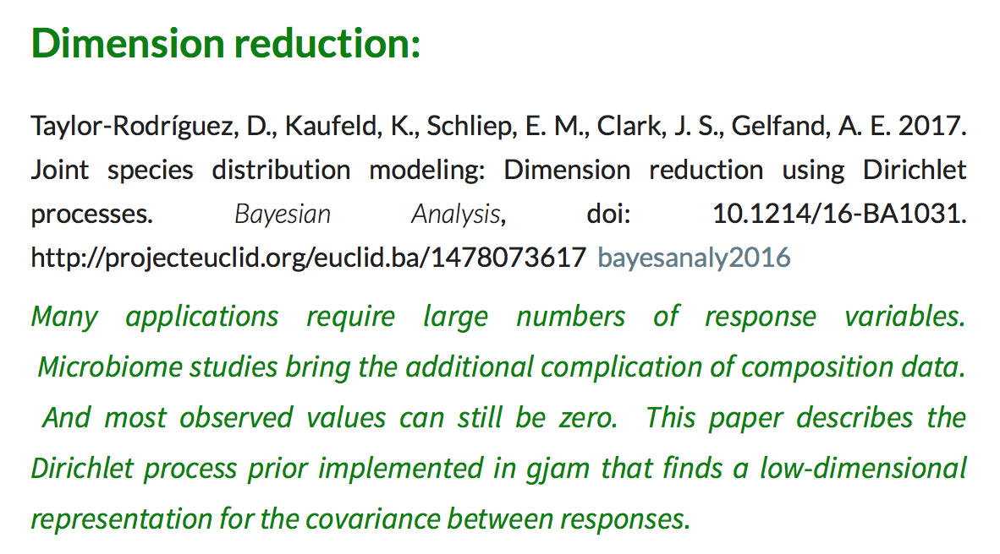 Dimension reduction:
Taylor-Rodríguez, D., Kaufeld, K., Schliep, E. M., Clark, J. S., Gelfand, A. E. 2017.
Joint species distribution modeling: Dimension reduction using Dirichlet
processes. Bayesian Analysis, doi: 10.1214/16-BA1031.
http://projecteuclid.org/euclid.ba/1478073617 bayesanaly2016
Many applications require large numbers of response variables.
Microbiome studies bring the additional complication of composition data.
And most observed values can still be zero. This paper describes the
Dirichlet process prior implemented in gjam that finds a low-dimensional
representation for the covariance between responses.